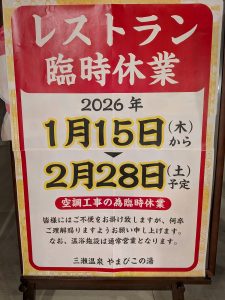 レストラン
臨時休業
2026年
1月15日(木)から
2月28日(土)予定
空調工事の為臨時休業
皆様にはご不便をお掛け致しますが、何卒
ご理解賜りますようお願い申し上げます。
なお、温浴施設は通常営業となります。
三瀬温泉 やまびこの湯